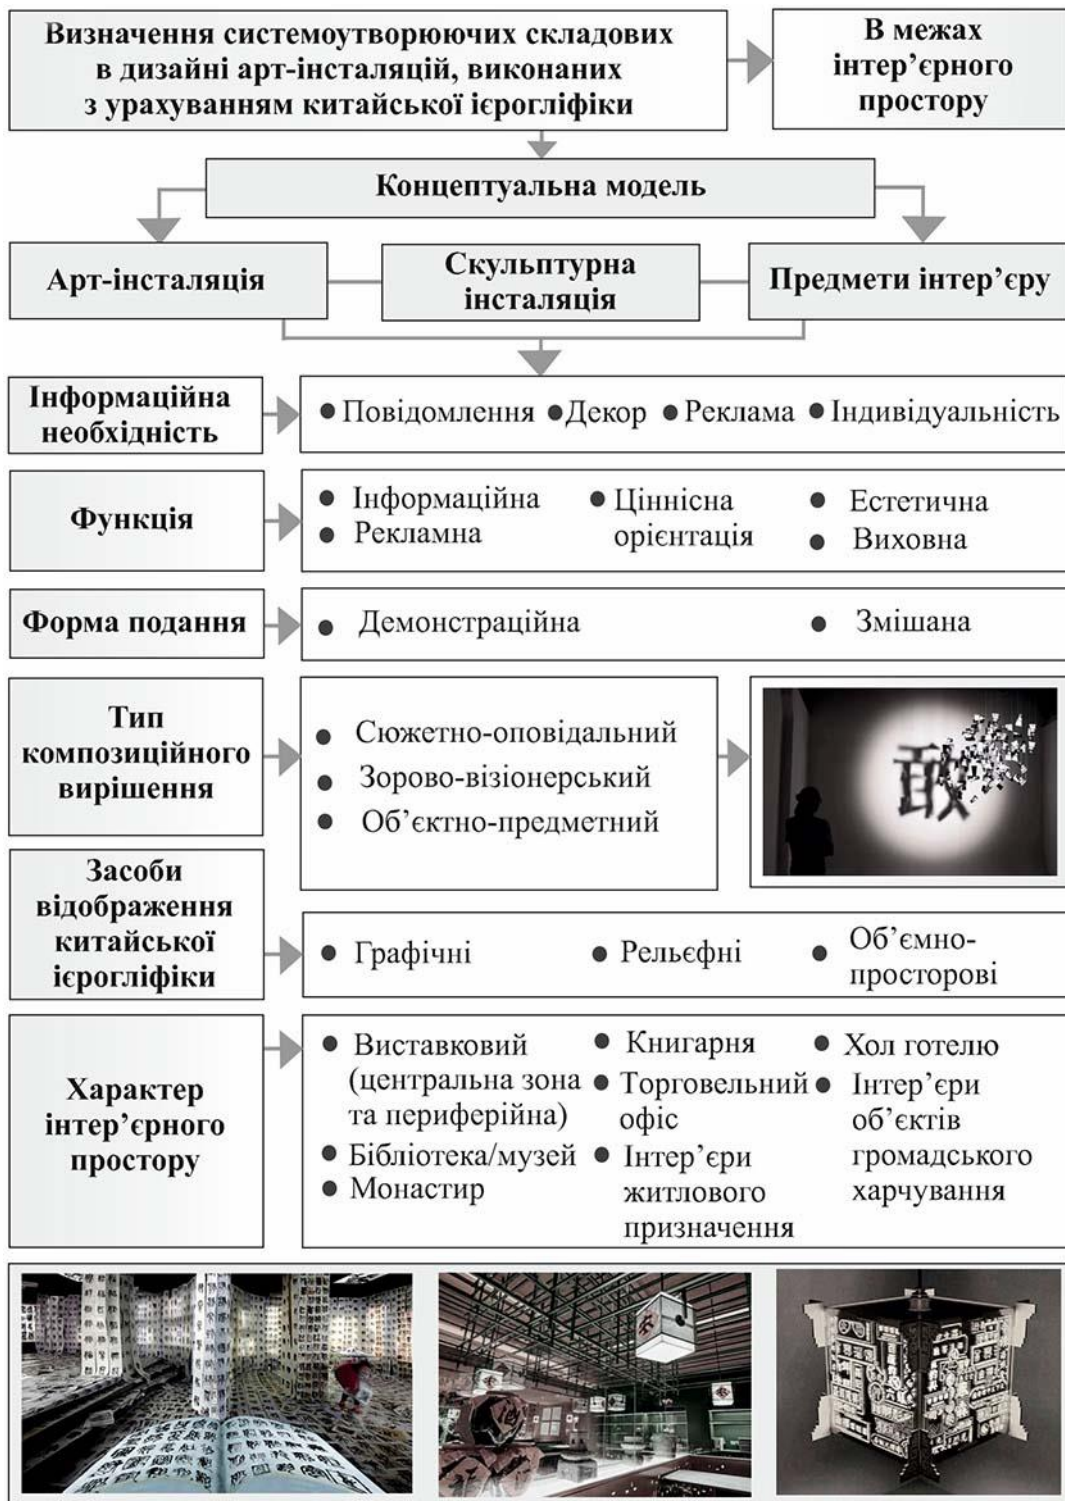 Визначення системоутворюючих складових
в дизайні арт-інсталяцій, виконаних
з урахуванням китайської ієрогліфіки
В межах
інтер’єрного
простору
Концептуальна модель
Арт-інсталяція
Скульптурна
інсталяція
Предмети інтер’єру
Інформаційна
необхідність
● Повідомлення ● Декор ● Реклама ● Індивідуальність
Функція
● Інформаційна
● Рекламна
● Ціннісна
орієнтація
● Естетична
● Виховна
Форма подання
● Демонстраційна
● Змішана
Тип
композиційного
вирішення
● Сюжетно-оповідальний
● Зорово-візіонерський
● Об’єктно-предметний
敢
Засоби
відображення
китайської
ієрогліфіки
● Графічні
● Рельєфні
● Об’ємно-
просторові
Характер
інтер’єрного
простору
● Виставковий
(центральна зона
та периферійна)
● Бібліотека/музей
● Монастир
● Книгарня
● Торговельний
офіс
● Інтер’єри
житлового
призначення
● Хол готелю
● Інтер’єри
об’єктів
громадського
харчування